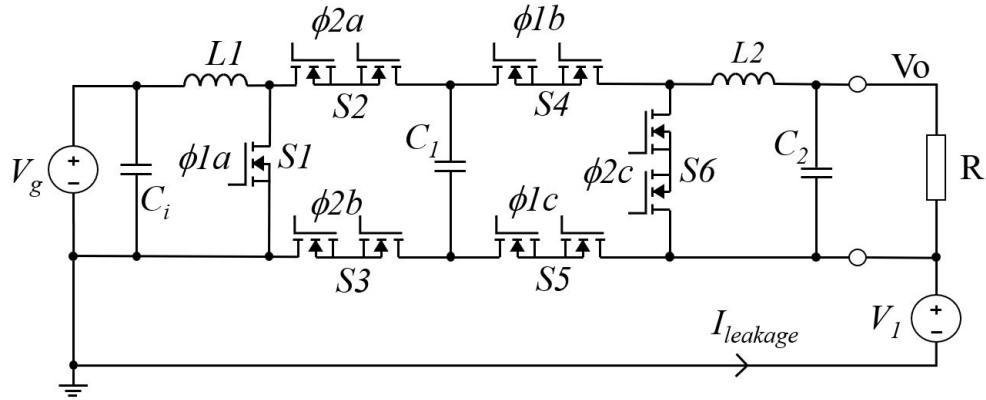 ϕ2a
ϕ1b
L1
L2
Vo
S2
S4
C1
ϕ1a
S1
C2
Vg
+
−
Ci
ϕ2c
S6
R
ϕ2b
ϕ1c
S3
S5
Ileakage
V1
+
−